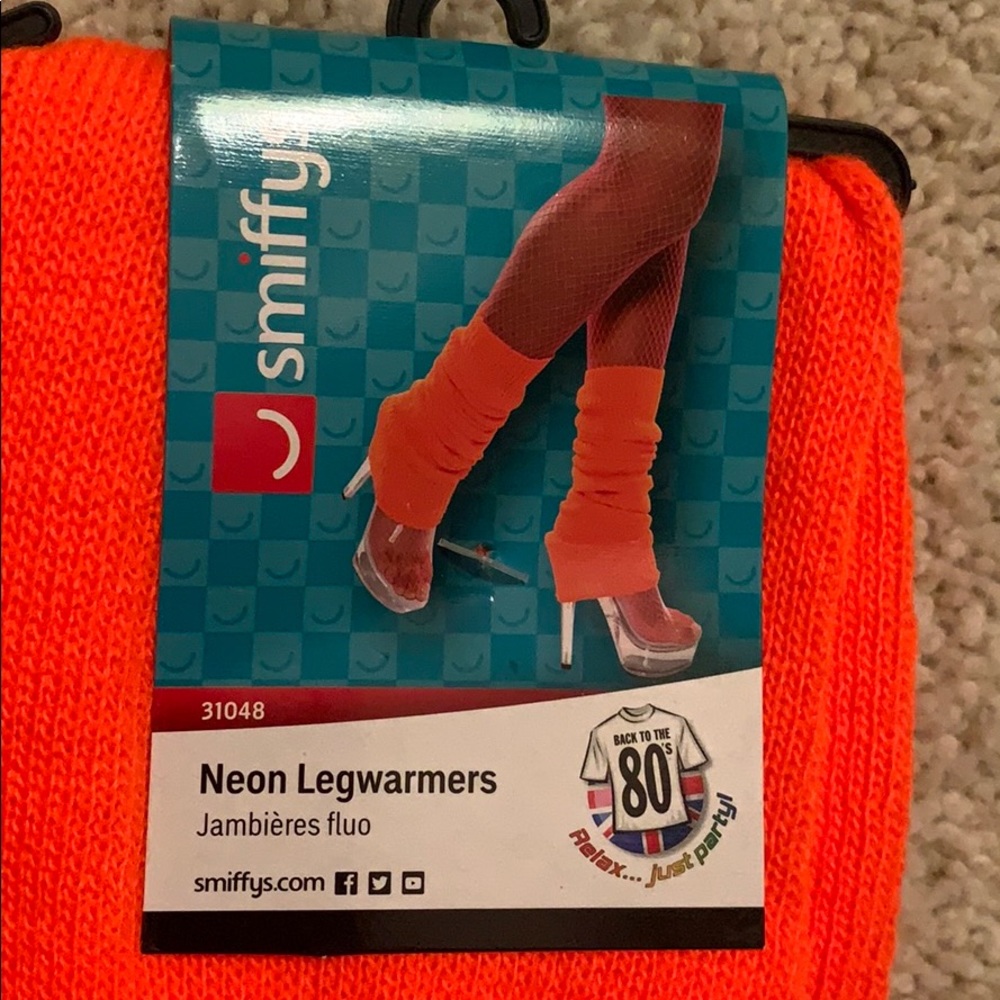 smiffys
31048
Neon Legwarmers
Jambières fluo
smiffys.com
BACK TO THE
80's
Relax... just party!